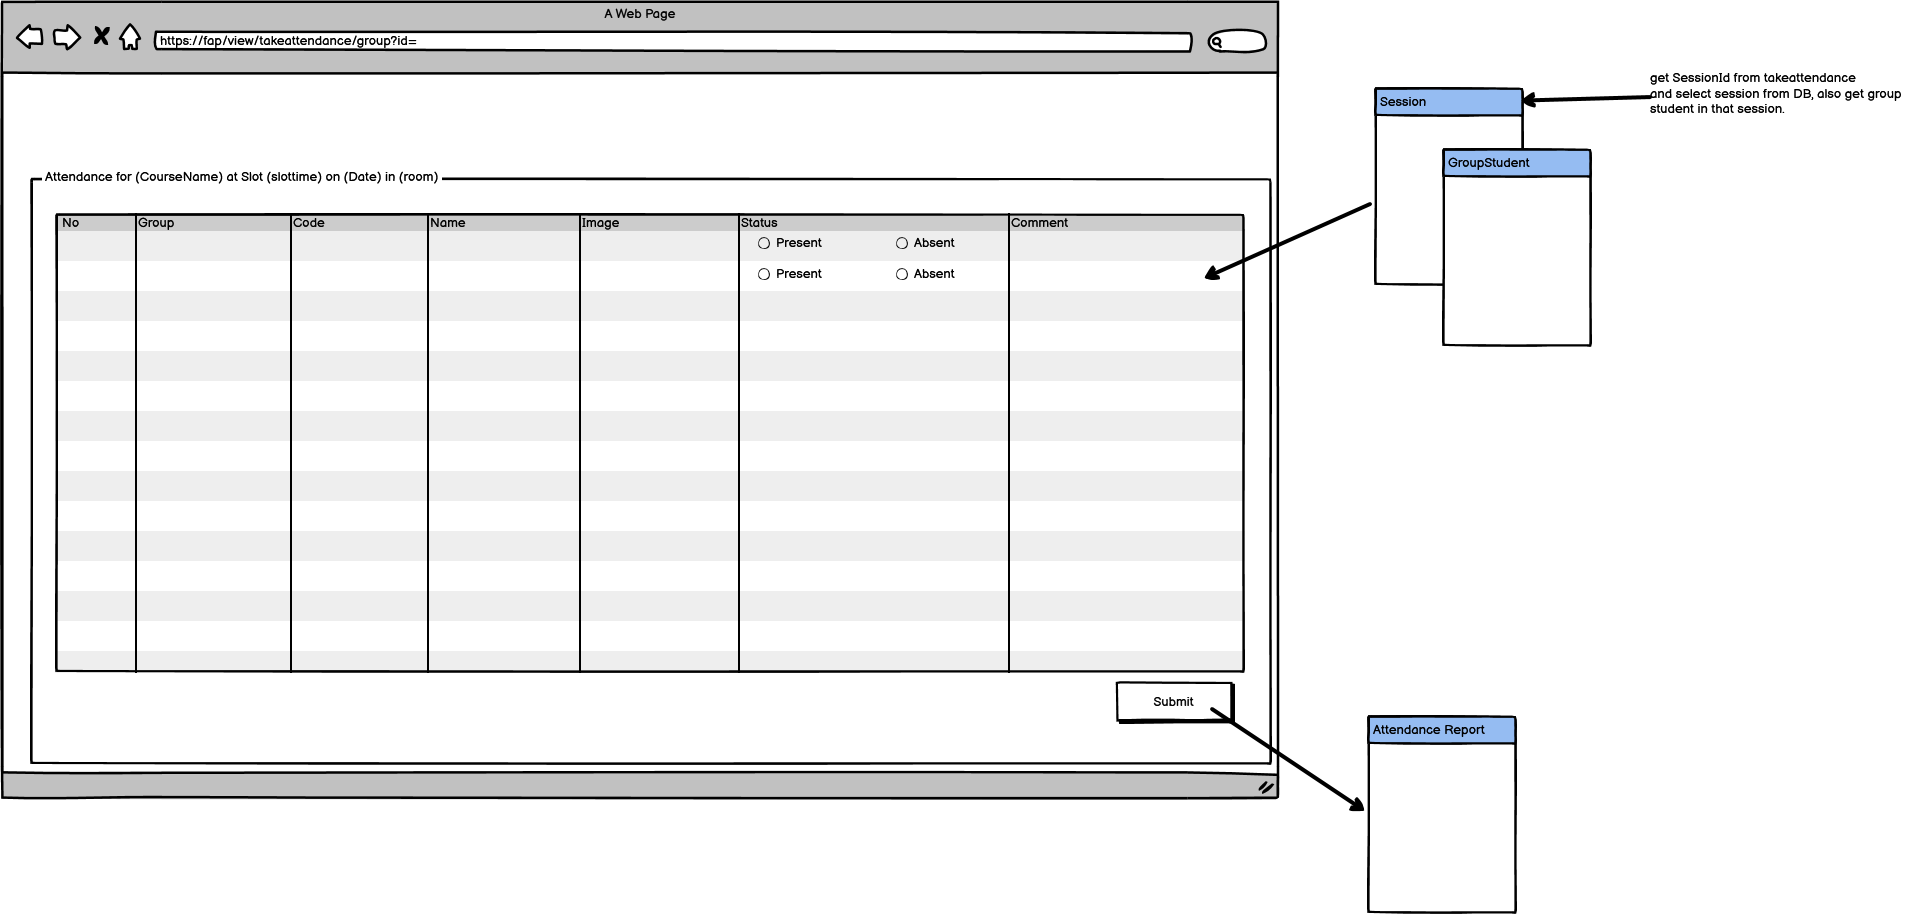 A Web Page
https://fap/view/takeattendance/group?id=
get SessionId from takeattendance
and select session from DB, also get group
student in that session.
Session
GroupStudent
Attendance for (CourseName) at Slot (slottime) on (Date) in (room)
No Group Code Name Image Status Comment
Present Absent
Present Absent
Submit
Attendance Report